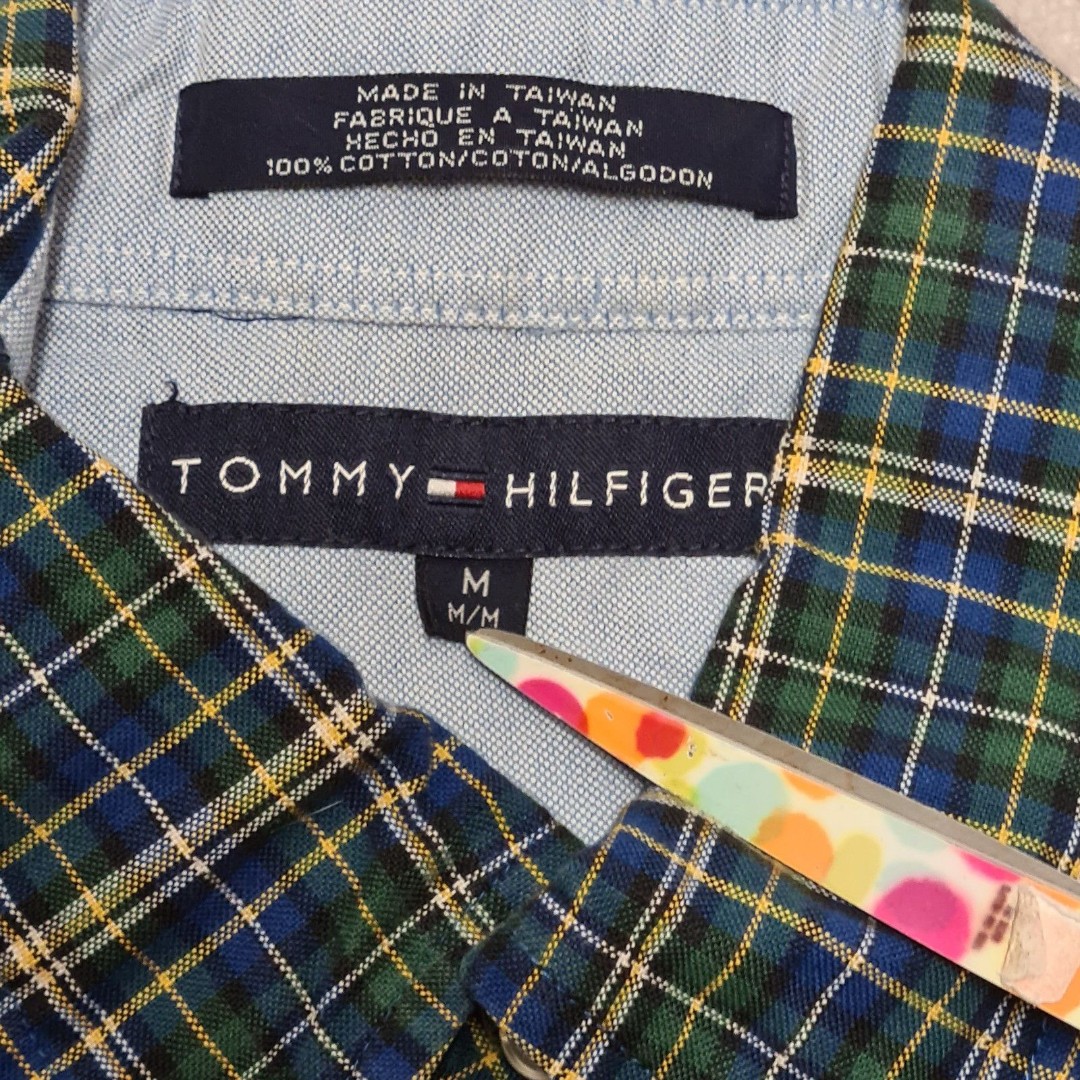 MADE IN TAIWAN
FABRIQUE A TAIWAN
HECHO EN TAIWAN
100% COTTON/COTON/ALGODON
TOMMY HILFIGER
M
M/M